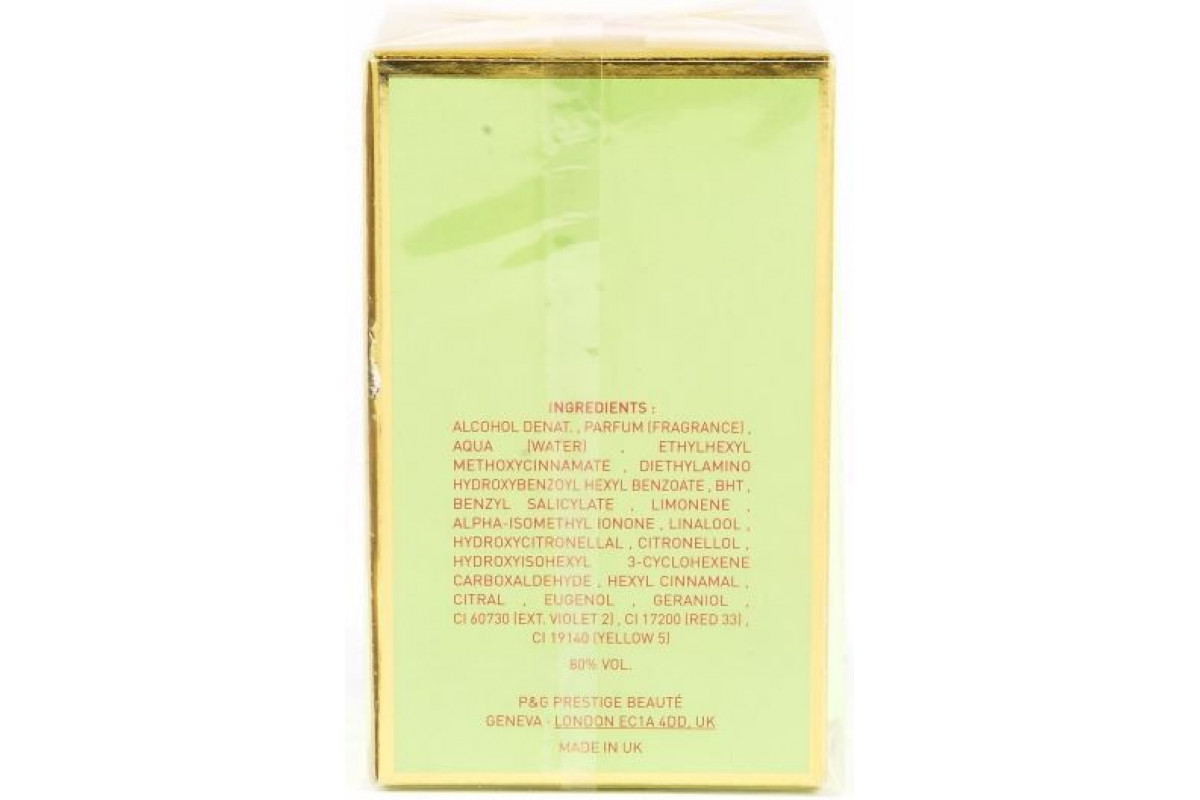 INGREDIENTS :
ALCOHOL DENAT. , PARFUM (FRAGRANCE) ,
AQUA (WATER) , ETHYLHEXYL
METHOXYCINNAMATE , DIETHYLAMINO
HYDROXYBENZOYL HEXYL BENZOATE , BHT ,
BENZYL SALICYLATE , LIMONENE ,
ALPHA-ISOMETHYL IONONE , LINALOOL ,
HYDROXYCITRONELLAL , CITRONELLOL ,
HYDROXYISOHEXYL 3-CYCLOHEXENE
CARBOXALDEHYDE , HEXYL CINNAMAL ,
CITRAL , EUGENOL , GERANIOL ,
CI 60730 (EXT. VIOLET 2) , CI 17200 (RED 33) ,
CI 19140 (YELLOW 5)
80% VOL.
P&G PRESTIGE BEAUTÉ
GENEVA - LONDON EC1A 4DD, UK
MADE IN UK